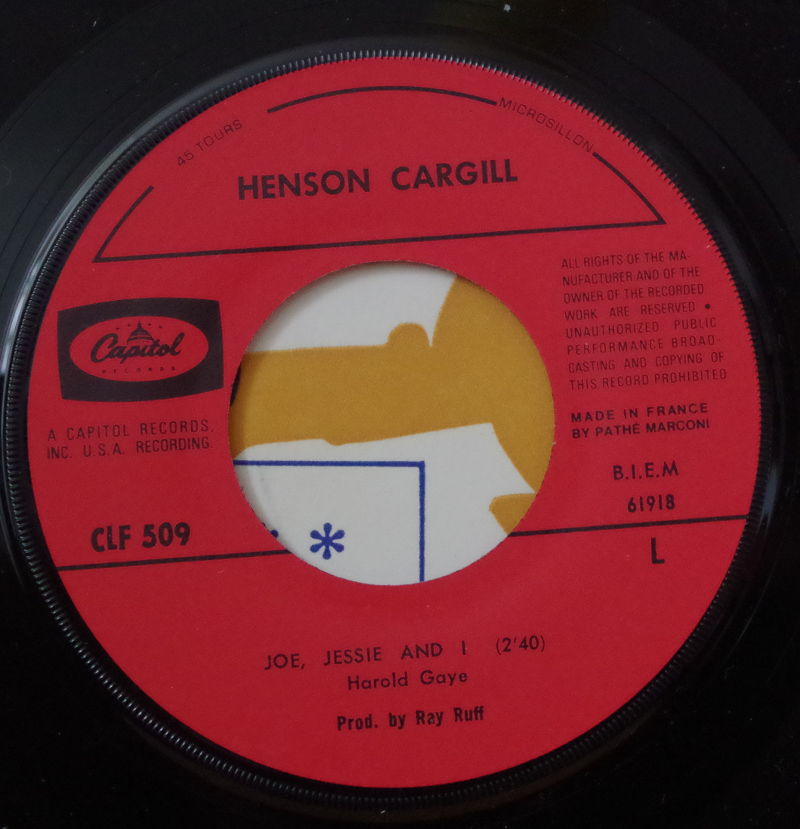 45 TOURS
MICROSILLON
HENSON CARGILL
ALL RIGHTS OF THE MA-
NUFACTURER AND OF THE
OWNER OF THE RECORDED
WORK ARE RESERVED •
UNAUTHORIZED PUBLIC
PERFORMANCE BROAD-
CASTING AND COPYING OF
THIS RECORD PROHIBITED
Capitol
RECORDS
A CAPITOL RECORDS,
INC. U.S.A. RECORDING.
MADE IN FRANCE
BY PATHÉ MARCONI
B.I.E.M
61918
CLF 509
*
L
JOE, JESSIE AND I (2'40)
Harold Gaye
Prod. by Ray Ruff